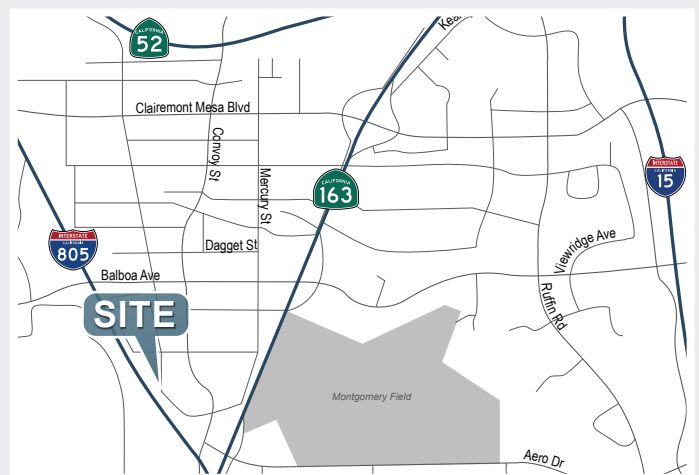 CALIFORNIA
52
Kea
Clairemont Mesa Blvd
Convoy St
Mercury St
CALIFORNIA
163
INTERSTATE
CALIFORNIA
15
Viewridge Ave
Dagget St
INTERSTATE
CALIFORNIA
805
Balboa Ave
SITE
Ruffin Rd
Montgomery Field
Aero Dr